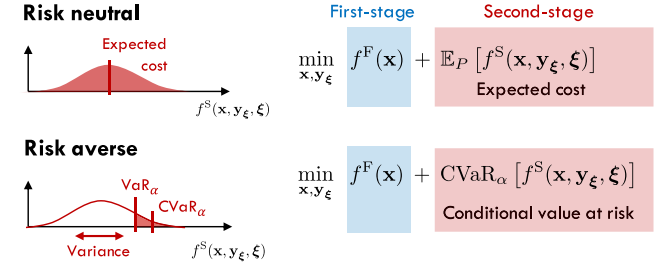 Risk neutral
First-stage
Second-stage
Expected
cost
f^S(x, y_ξ, ξ)
min_{x,y_ξ} f^F(x) + 𝔼_P [f^S(x, y_ξ, ξ)]
Expected cost
Risk averse
VaR_α
CVaR_α
Variance
f^S(x, y_ξ, ξ)
min_{x,y_ξ} f^F(x) + CVaR_α [f^S(x, y_ξ, ξ)]
Conditional value at risk